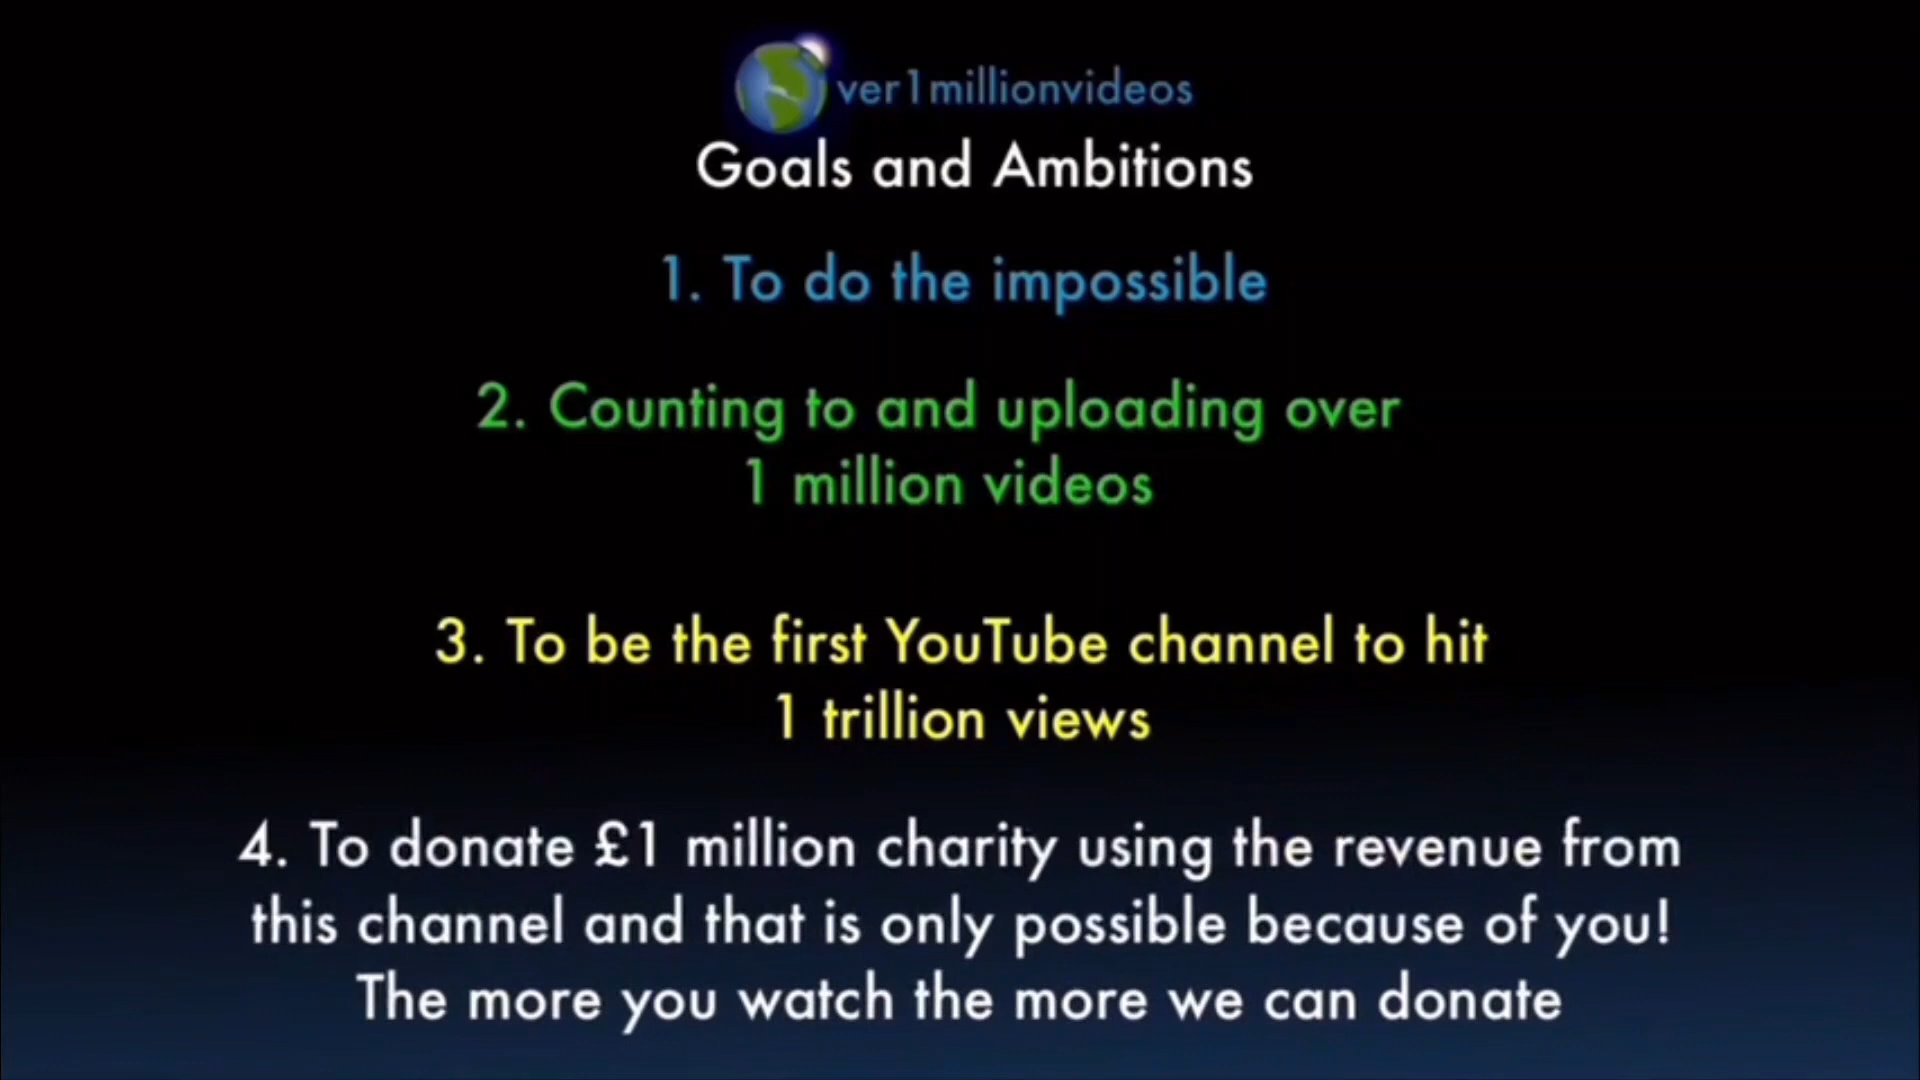 ver1millionvideos
Goals and Ambitions
1. To do the impossible
2. Counting to and uploading over
1 million videos
3. To be the first YouTube channel to hit
1 trillion views
4. To donate £1 million charity using the revenue from
this channel and that is only possible because of you!
The more you watch the more we can donate